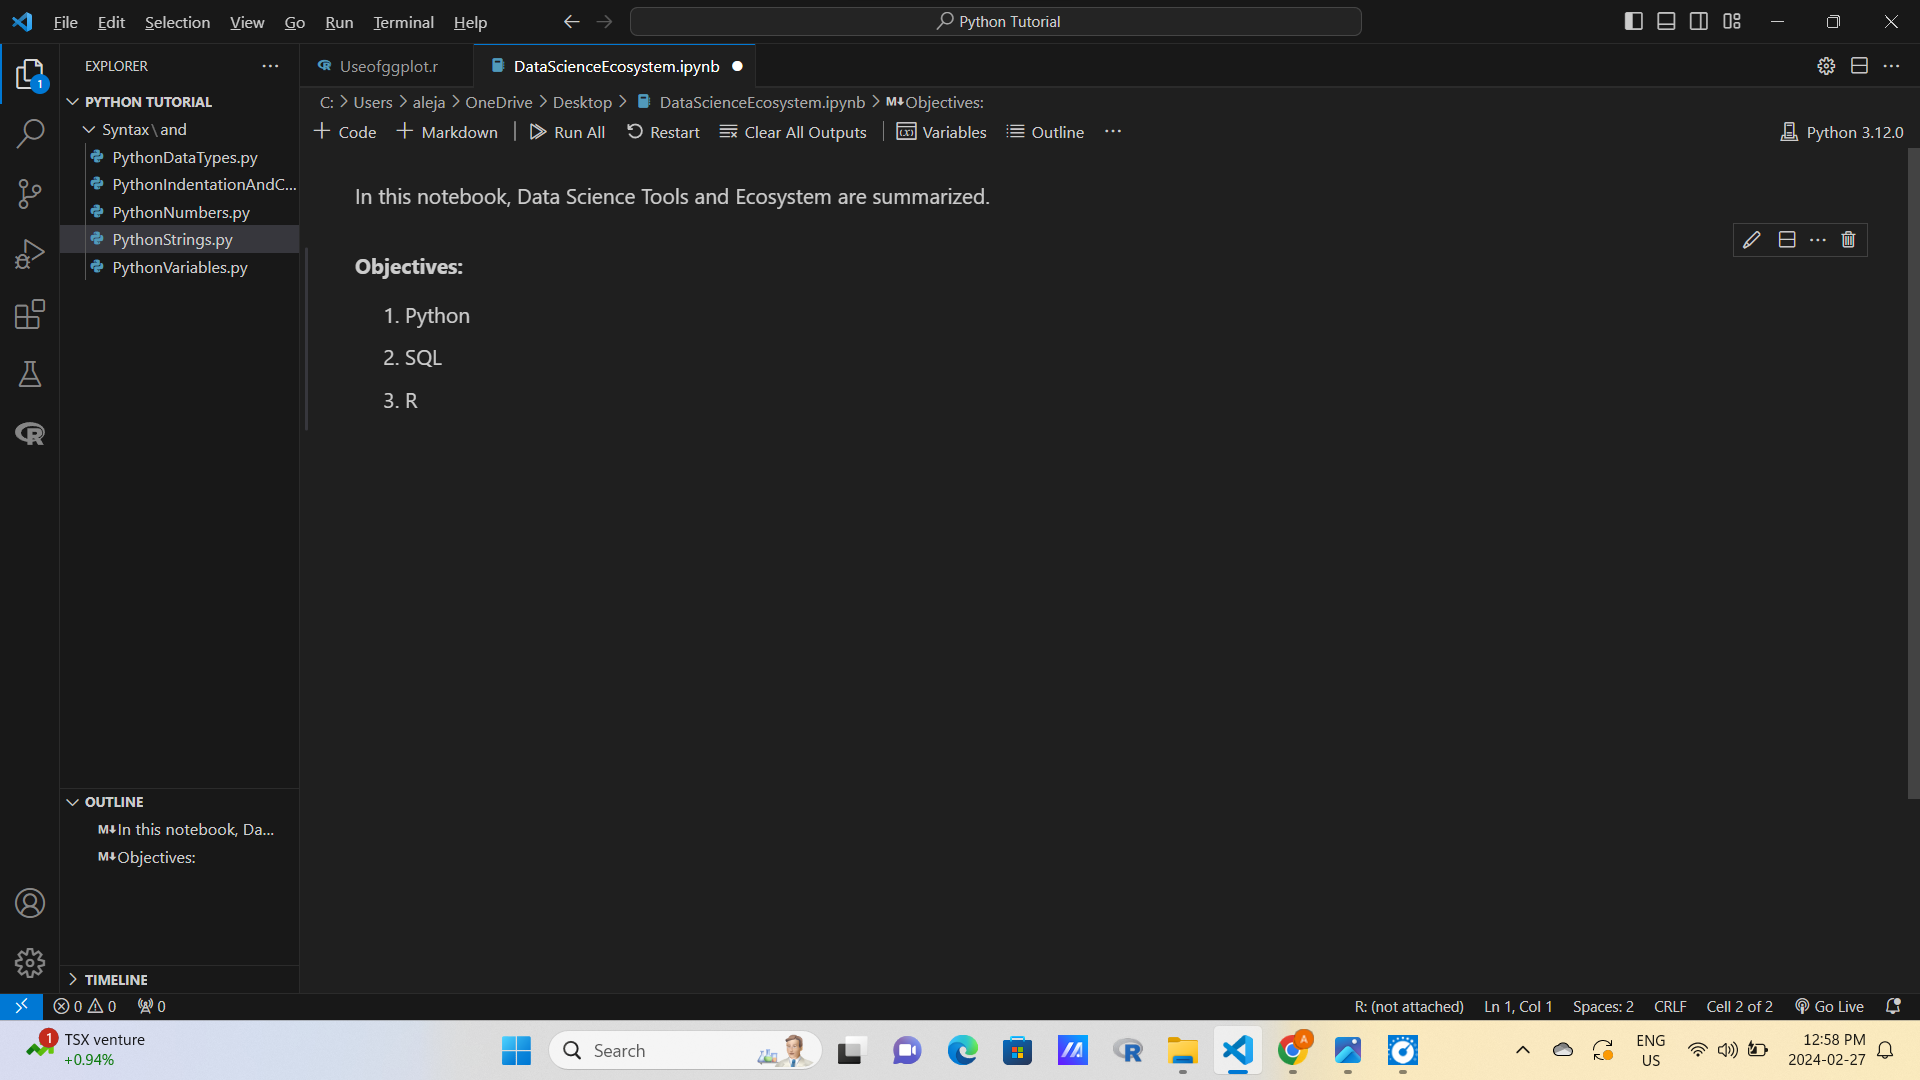 File Edit Selection View Go Run Terminal Help
Python Tutorial
EXPLORER
PYTHON TUTORIAL
Syntax\and
PythonDataTypes.py
PythonIndentationAndC...
PythonNumbers.py
PythonStrings.py
PythonVariables.py
OUTLINE
M↓In this notebook, Da...
M↓Objectives:
TIMELINE
Useofggplot.r
DataScienceEcosystem.ipynb
C: > Users > aleja > OneDrive > Desktop > DataScienceEcosystem.ipynb > M↓Objectives:
+ Code + Markdown | Run All Restart Clear All Outputs | Variables Outline ...
Python 3.12.0
In this notebook, Data Science Tools and Ecosystem are summarized.
Objectives:
1. Python
2. SQL
3. R
1
0 0 0
R: (not attached) Ln 1, Col 1 Spaces: 2 CRLF Cell 2 of 2 Go Live
1
TSX venture
+0.94%
Search
A
ENG
US
12:58 PM
2024-02-27